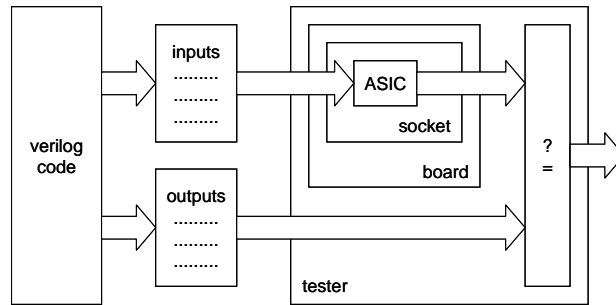 verilog
code
inputs
.........
.........
.........
outputs
.........
.........
.........
ASIC
socket
board
tester
?
=